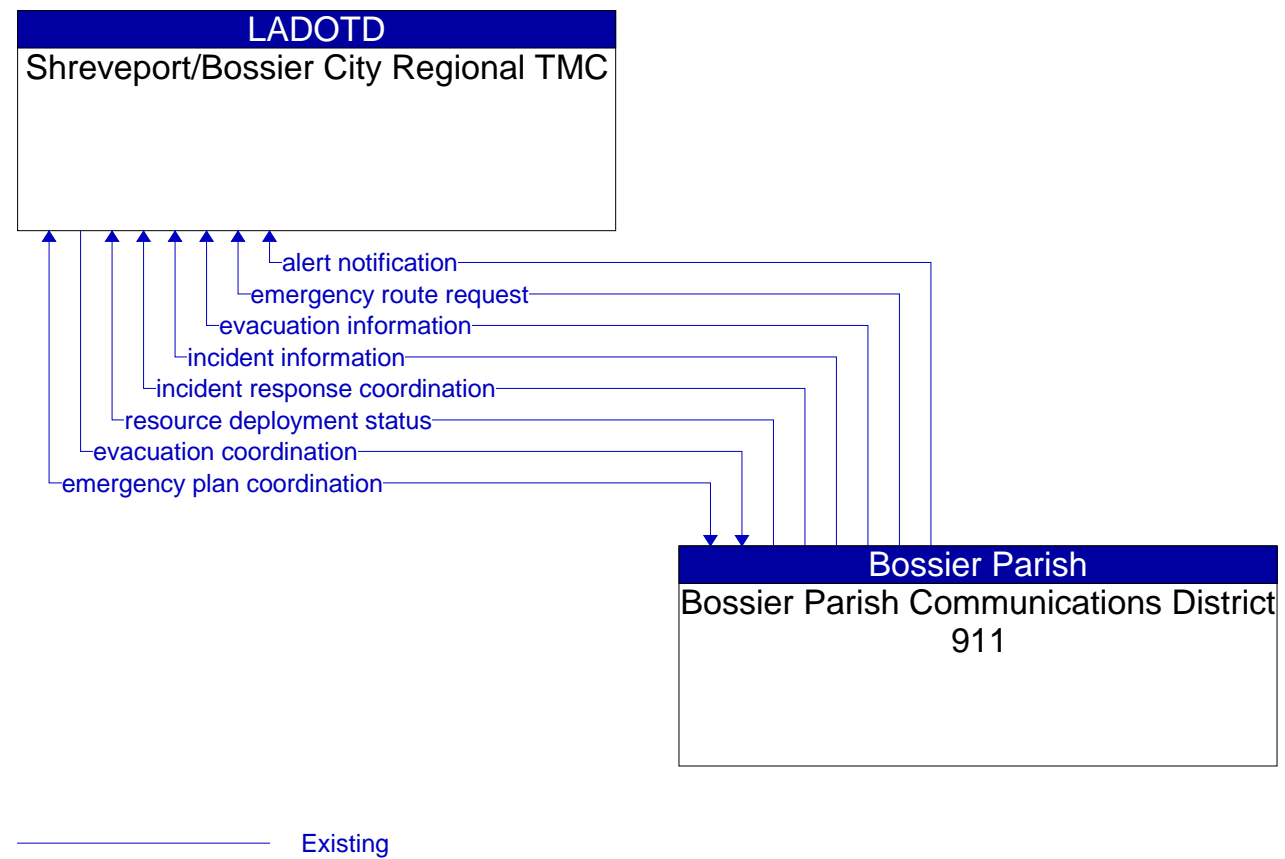 LADOTD
Shreveport/Bossier City Regional TMC
alert notification
emergency route request
evacuation information
incident information
incident response coordination
resource deployment status
evacuation coordination
emergency plan coordination
Bossier Parish
Bossier Parish Communications District
911
Existing